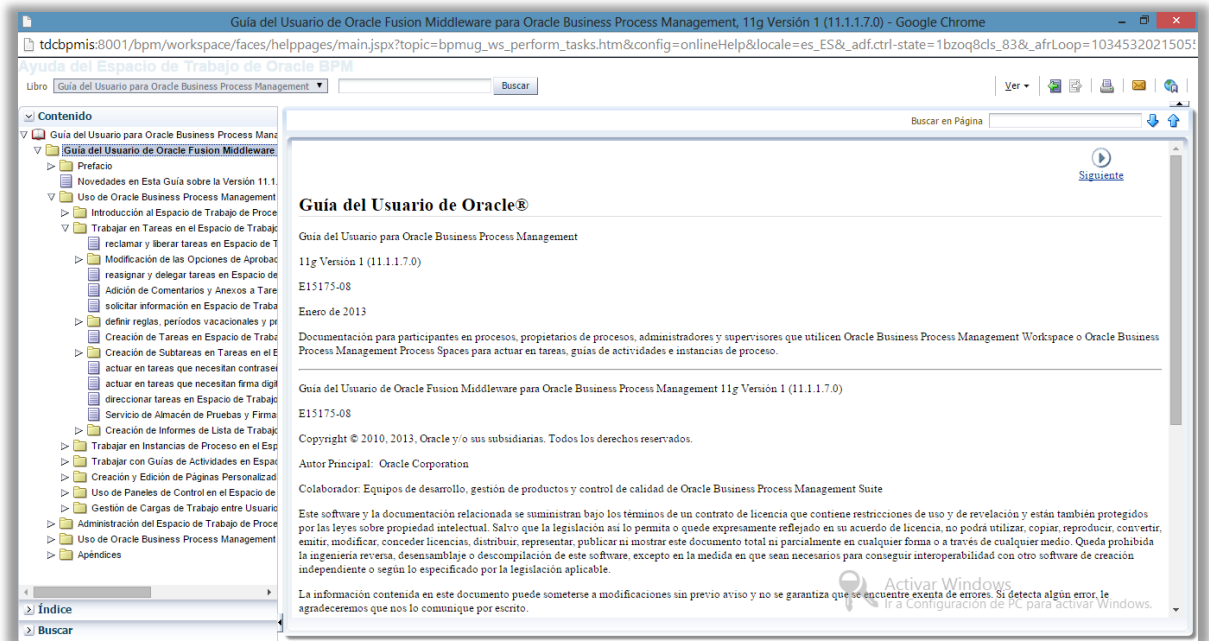 Guía del Usuario de Oracle Fusion Middleware para Oracle Business Process Management, 11g Versión 1 (11.1.1.7.0) - Google Chrome
tdcbpmis:8001/bpm/workspace/faces/helppages/main.jspx?topic=bpmug_ws_perform_tasks.htm&config=onlineHelp&locale=es_ES&_adf.ctrl-state=1bzoq8cls_83&_afrLoop=1034532021505
Ayuda del Espacio de Trabajo de Oracle BPM
Libro Guía del Usuario para Oracle Business Process Management Buscar Ver
Contenido
Guía del Usuario para Oracle Business Process Mana
Guía del Usuario de Oracle Fusion Middleware
Prefacio
Novedades en Esta Guía sobre la Versión 11.1.
Uso de Oracle Business Process Management
Introducción al Espacio de Trabajo de Proce
Trabajar en Tareas en el Espacio de Trabajo
reclamar y liberar tareas en Espacio de T
Modificación de las Opciones de Aprobac
reasignar y delegar tareas en Espacio de
Adición de Comentarios y Anexos a Tare
solicitar información en Espacio de Traba
definir reglas, períodos vacacionales y pr
Creación de Tareas en Espacio de Traba
Creación de Subtareas en Tareas en el E
actuar en tareas que necesitan contraseñ
actuar en tareas que necesitan firma digi
direccionar tareas en Espacio de Trabajo
Servicio de Almacén de Pruebas y Firma
Creación de Informes de Lista de Trabajo
Trabajar en Instancias de Proceso en el Esp
Trabajar con Guías de Actividades en Espac
Creación y Edición de Páginas Personalizad
Uso de Paneles de Control en el Espacio de
Gestión de Cargas de Trabajo entre Usuario
Administración del Espacio de Trabajo de Proce
Uso de Oracle Business Process Management
Apéndices
Índice
Buscar
Buscar en Página
Siguiente
Guía del Usuario de Oracle®
Guía del Usuario para Oracle Business Process Management
11g Versión 1 (11.1.1.7.0)
E15175-08
Enero de 2013
Documentación para participantes en procesos, propietarios de procesos, administradores y supervisores que utilicen Oracle Business Process Management Workspace o Oracle Business
Process Management Process Spaces para actuar en tareas, guías de actividades e instancias de proceso.
Guía del Usuario de Oracle Fusion Middleware para Oracle Business Process Management 11g Versión 1 (11.1.1.7.0)
E15175-08
Copyright © 2010, 2013, Oracle y/o sus subsidiarias. Todos los derechos reservados.
Autor Principal: Oracle Corporation
Colaborador: Equipos de desarrollo, gestión de productos y control de calidad de Oracle Business Process Management Suite
Este software y la documentación relacionada se suministran bajo los términos de un contrato de licencia que contiene restricciones de uso y de revelación y están también protegidos
por las leyes sobre propiedad intelectual. Salvo que la legislación así lo permita o quede expresamente reflejado en su acuerdo de licencia, no podrá utilizar, copiar, reproducir, convertir,
emitir, modificar, conceder licencias, distribuir, representar, publicar ni mostrar este documento total ni parcialmente en cualquier forma o a través de cualquier medio. Queda prohibida
la ingeniería reversa, desensamblaje o descompilación de este software, excepto en la medida en que sean necesarios para conseguir interoperabilidad con otro software de creación
independiente o según lo especificado por la legislación aplicable.
La información contenida en este documento puede someterse a modificaciones sin previo aviso y no se garantiza que se encuentre exenta de errores. Si detecta algún error, le
agradeceremos que nos lo comunique por escrito.
Activar Windows
Ir a Configuración de PC para activar Windows.